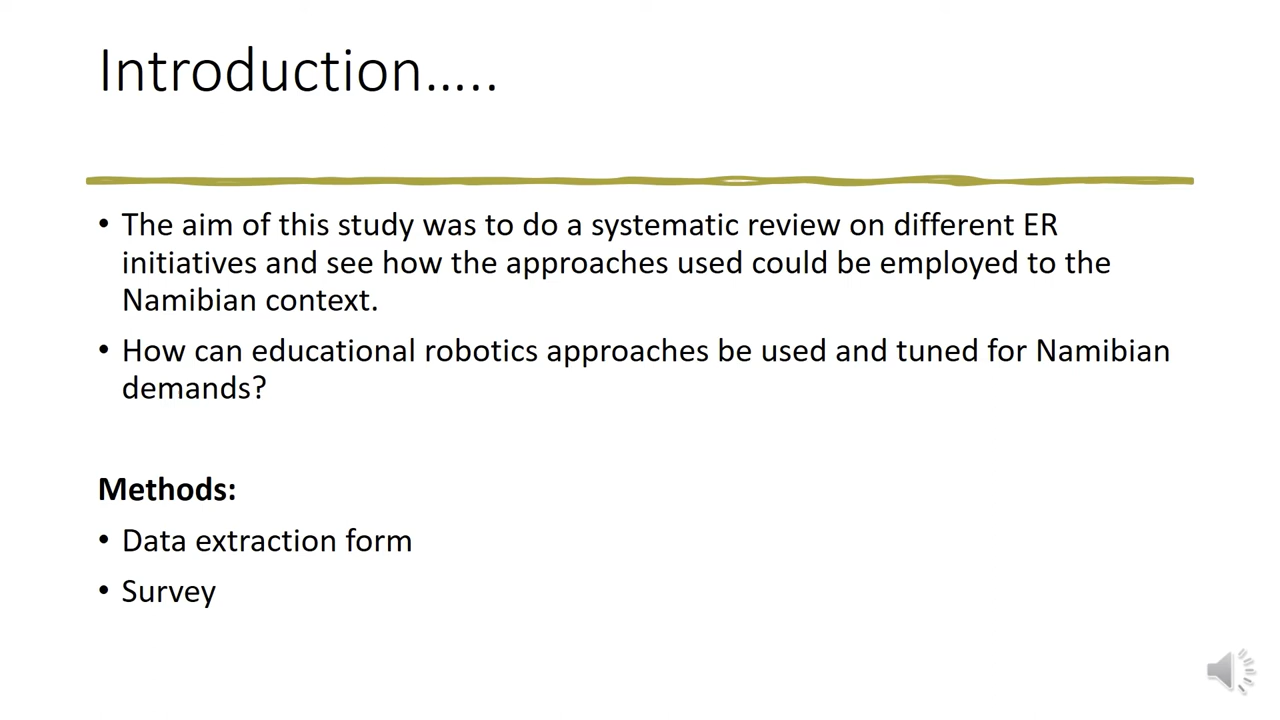 Introduction…..
• The aim of this study was to do a systematic review on different ER
initiatives and see how the approaches used could be employed to the
Namibian context.
• How can educational robotics approaches be used and tuned for Namibian
demands?
Methods:
• Data extraction form
• Survey